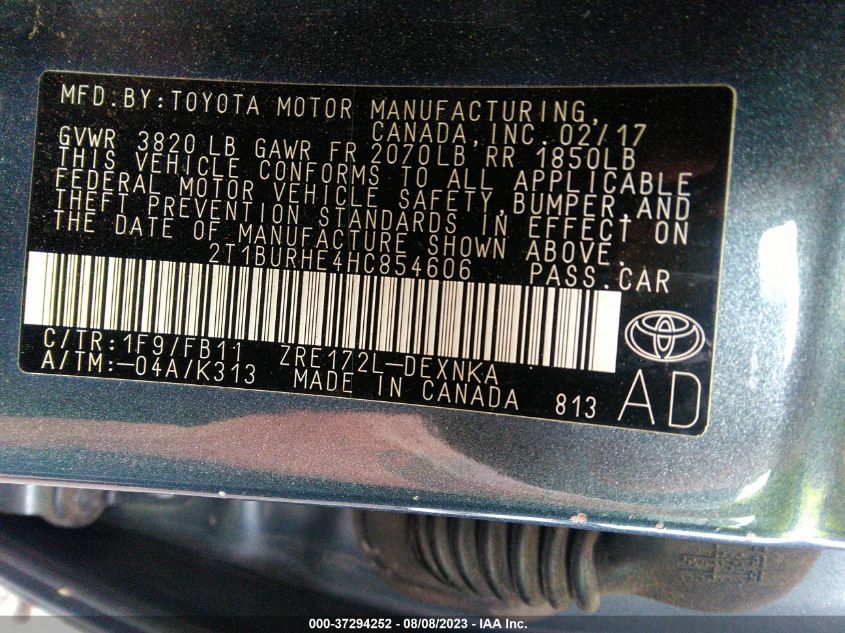 MFD.BY:TOYOTA MOTOR MANUFACTURING,
CANADA,INC. 02/17
GVWR 3820 LB GAWR FR 2070LB RR 1850LB
THIS VEHICLE CONFORMS TO ALL APPLICABLE
FEDERAL MOTOR VEHICLE SAFETY,BUMPER,AND
THEFT PREVENTION STANDARDS IN EFFECT ON
THE DATE OF MANUFACTURE SHOWN ABOVE.
2T1BURHE4HC854606 PASS.CAR
C/TR:1F9/FB11 ZRE172L-DEXNKA
A/TM:-04A/K313 MADE IN CANADA 813 AD
000-37294252 - 08/08/2023 - IAA Inc.